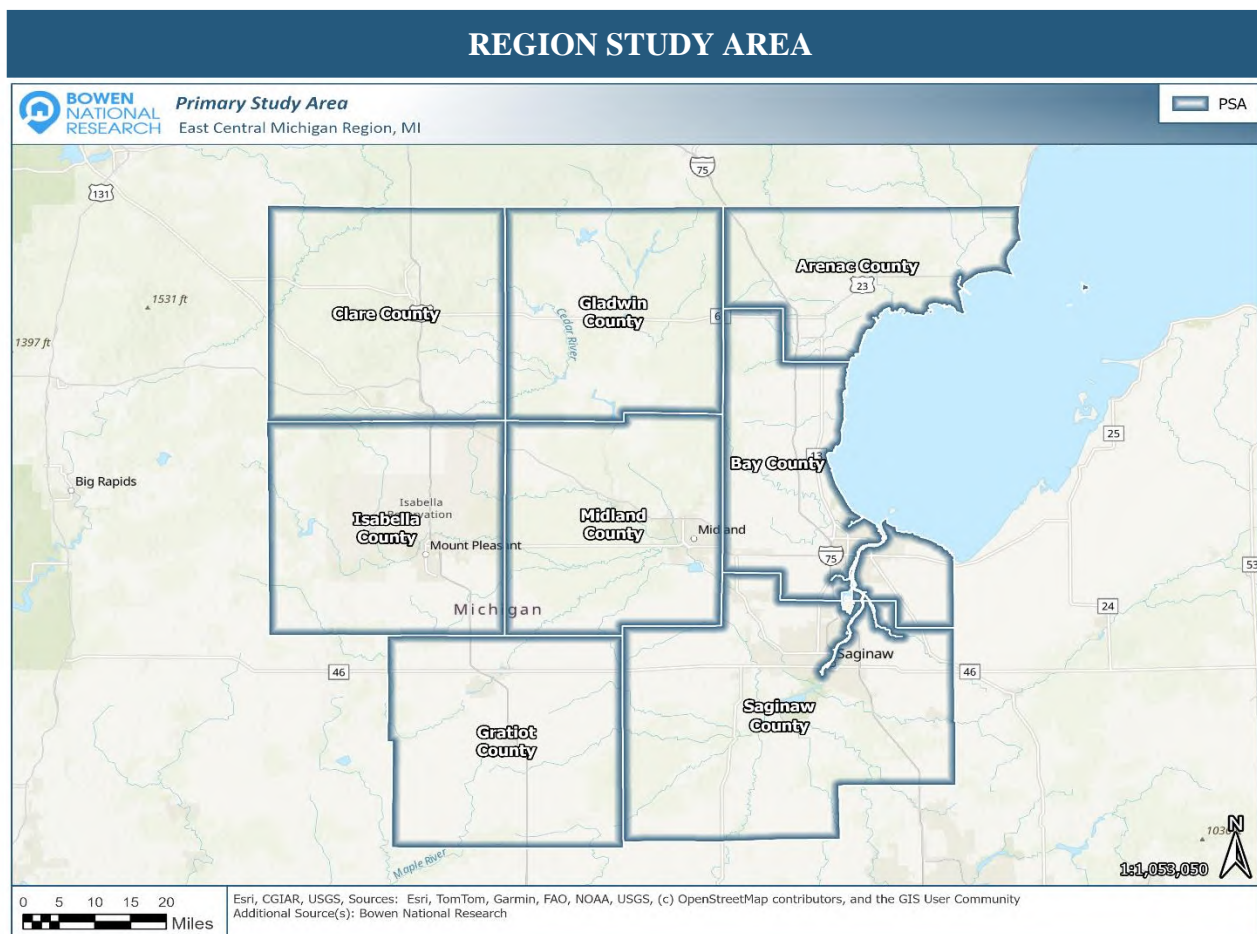 REGION STUDY AREA
BOWEN
NATIONAL
RESEARCH
Primary Study Area
East Central Michigan Region, MI
PSA
131
75
Arenac County
23
1531 ft
Clare County
Gladwin
County
6
Cedar River
1397 ft
25
Big Rapids
Bay County
13
Isabella
Isabella
County
Mount Pleasant
Midland
County
Midland
75
53
Michigan
24
46
Saginaw
46
Saginaw
County
Gratiot
County
Maple River
N
1:1,053,050
0 5 10 15 20
Miles
Esri, CGIAR, USGS, Sources: Esri, TomTom, Garmin, FAO, NOAA, USGS, (c) OpenStreetMap contributors, and the GIS User Community
Additional Source(s): Bowen National Research